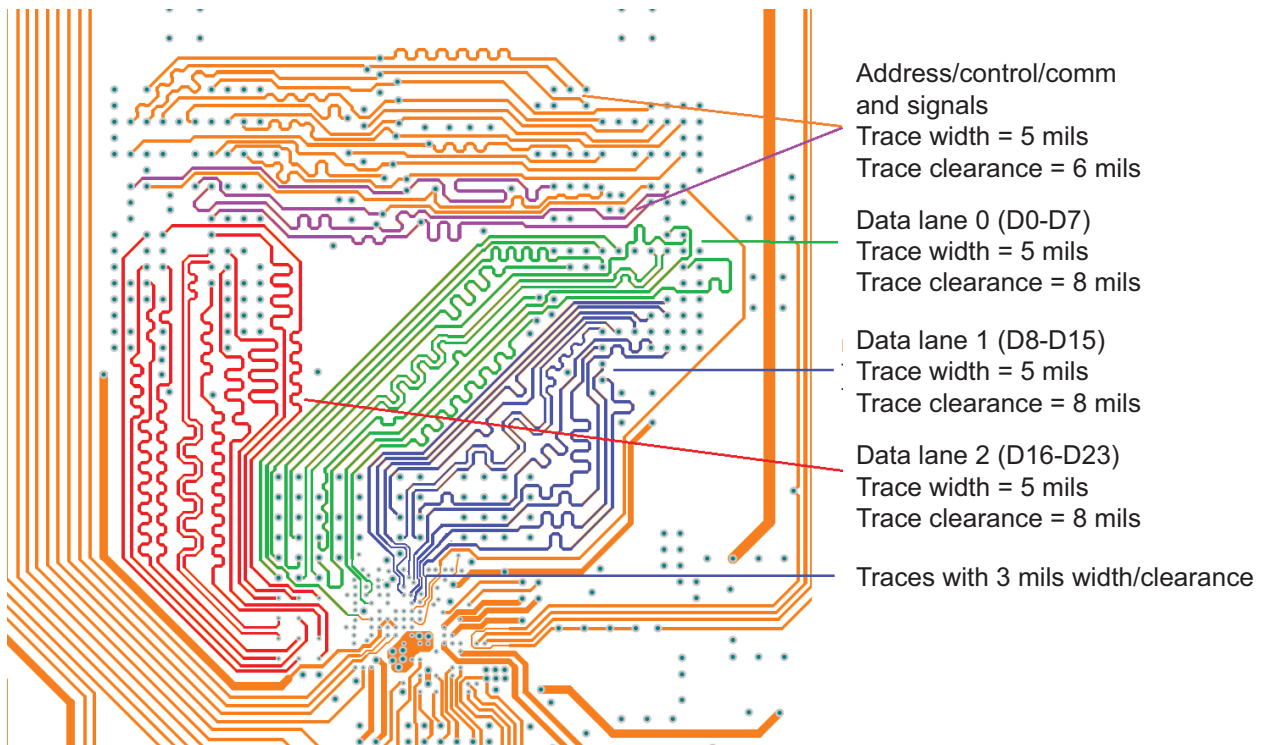 Address/control/comm
and signals
Trace width = 5 mils
Trace clearance = 6 mils
Data lane 0 (D0-D7)
Trace width = 5 mils
Trace clearance = 8 mils
Data lane 1 (D8-D15)
Trace width = 5 mils
Trace clearance = 8 mils
Data lane 2 (D16-D23)
Trace width = 5 mils
Trace clearance = 8 mils
Traces with 3 mils width/clearance